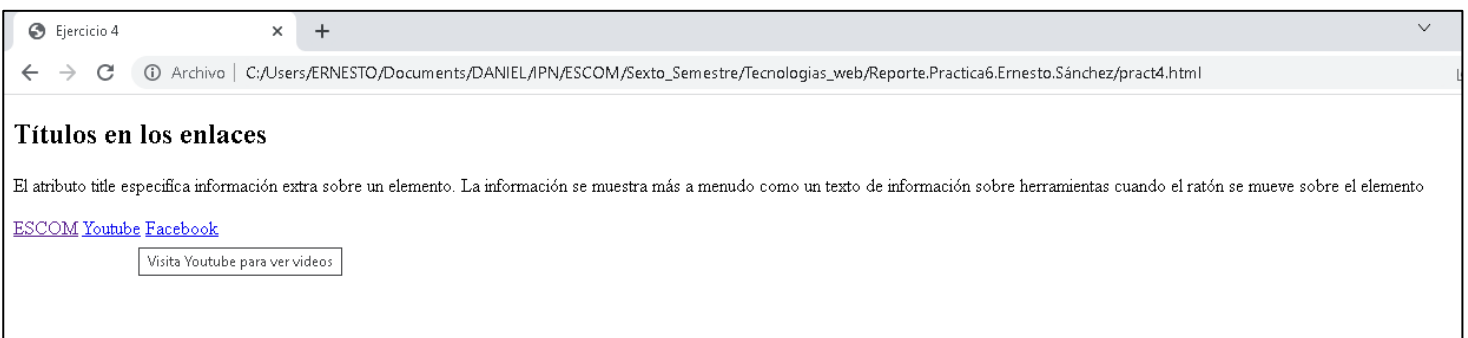 Ejercicio 4
Archivo | C:/Users/ERNESTO/Documents/DANIEL/IPN/ESCOM/Sexto_Semestre/Tecnologias_web/Reporte.Practica6.Ernesto.Sánchez/pract4.html
Títulos en los enlaces
El atributo title especifíca información extra sobre un elemento. La información se muestra más a menudo como un texto de información sobre herramientas cuando el ratón se mueve sobre el elemento
ESCOM Youtube Facebook
Visita Youtube para ver videos